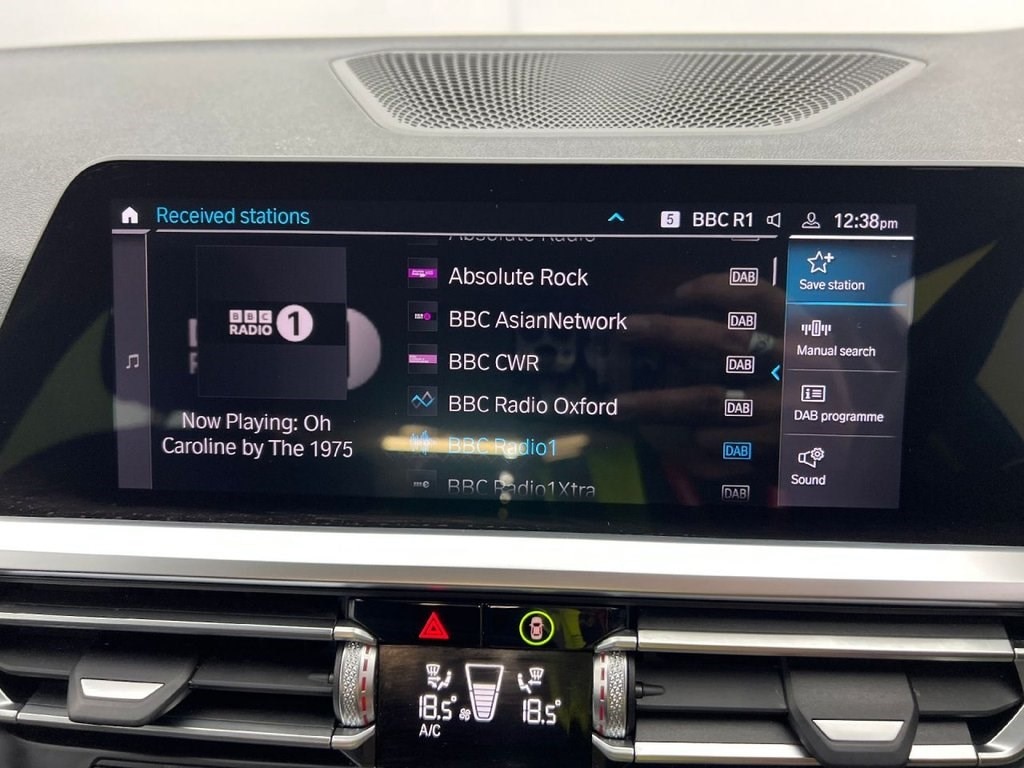 Received stations
5 BBC R1 12:38pm
BBC
RADIO 1
Now Playing: Oh
Caroline by The 1975
Absolute Radio
Absolute Rock DAB
BBC AsianNetwork DAB
BBC CWR DAB
BBC Radio Oxford DAB
BBC Radio1 DAB
BBC Radio1Xtra DAB
Save station
Manual search
DAB programme
Sound
18.5° 18.5°
A/C